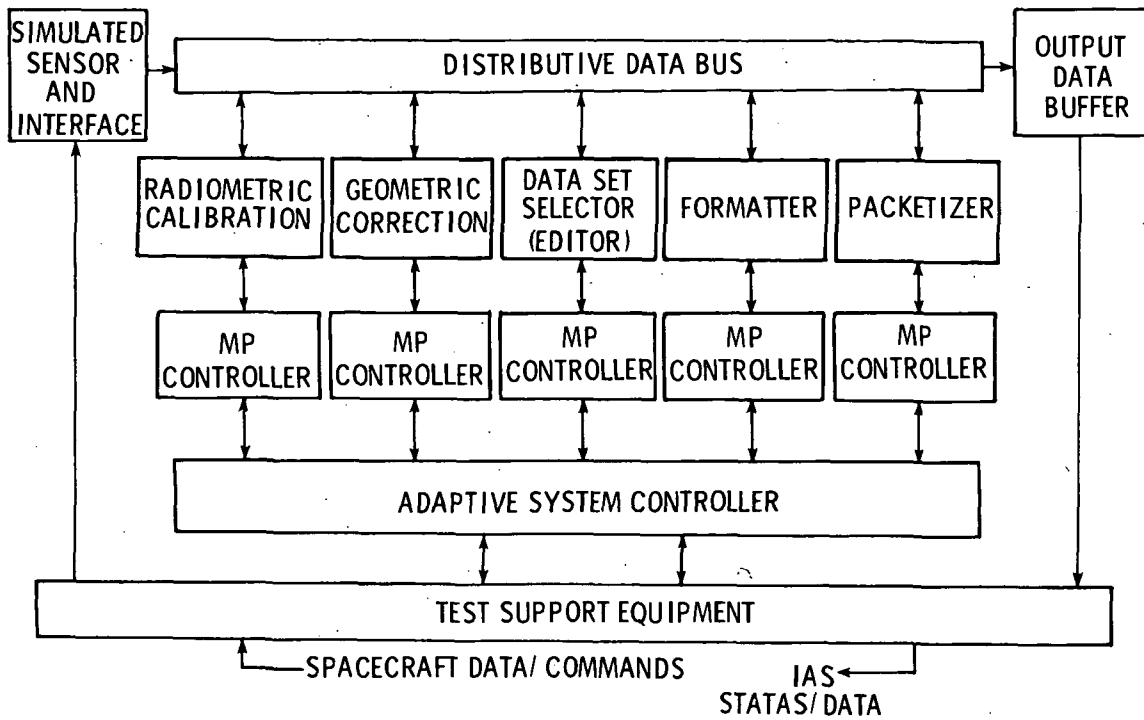 SIMULATED
SENSOR
AND
INTERFACE
DISTRIBUTIVE DATA BUS
OUTPUT
DATA
BUFFER
RADIOMETRIC
CALIBRATION
GEOMETRIC
CORRECTION
DATA SET
SELECTOR
(EDITOR)
FORMATTER
PACKETIZER
MP
CONTROLLER
MP
CONTROLLER
MP
CONTROLLER
MP
CONTROLLER
MP
CONTROLLER
ADAPTIVE SYSTEM CONTROLLER
TEST SUPPORT EQUIPMENT
SPACECRAFT DATA/ COMMANDS
IAS
STATAS/ DATA